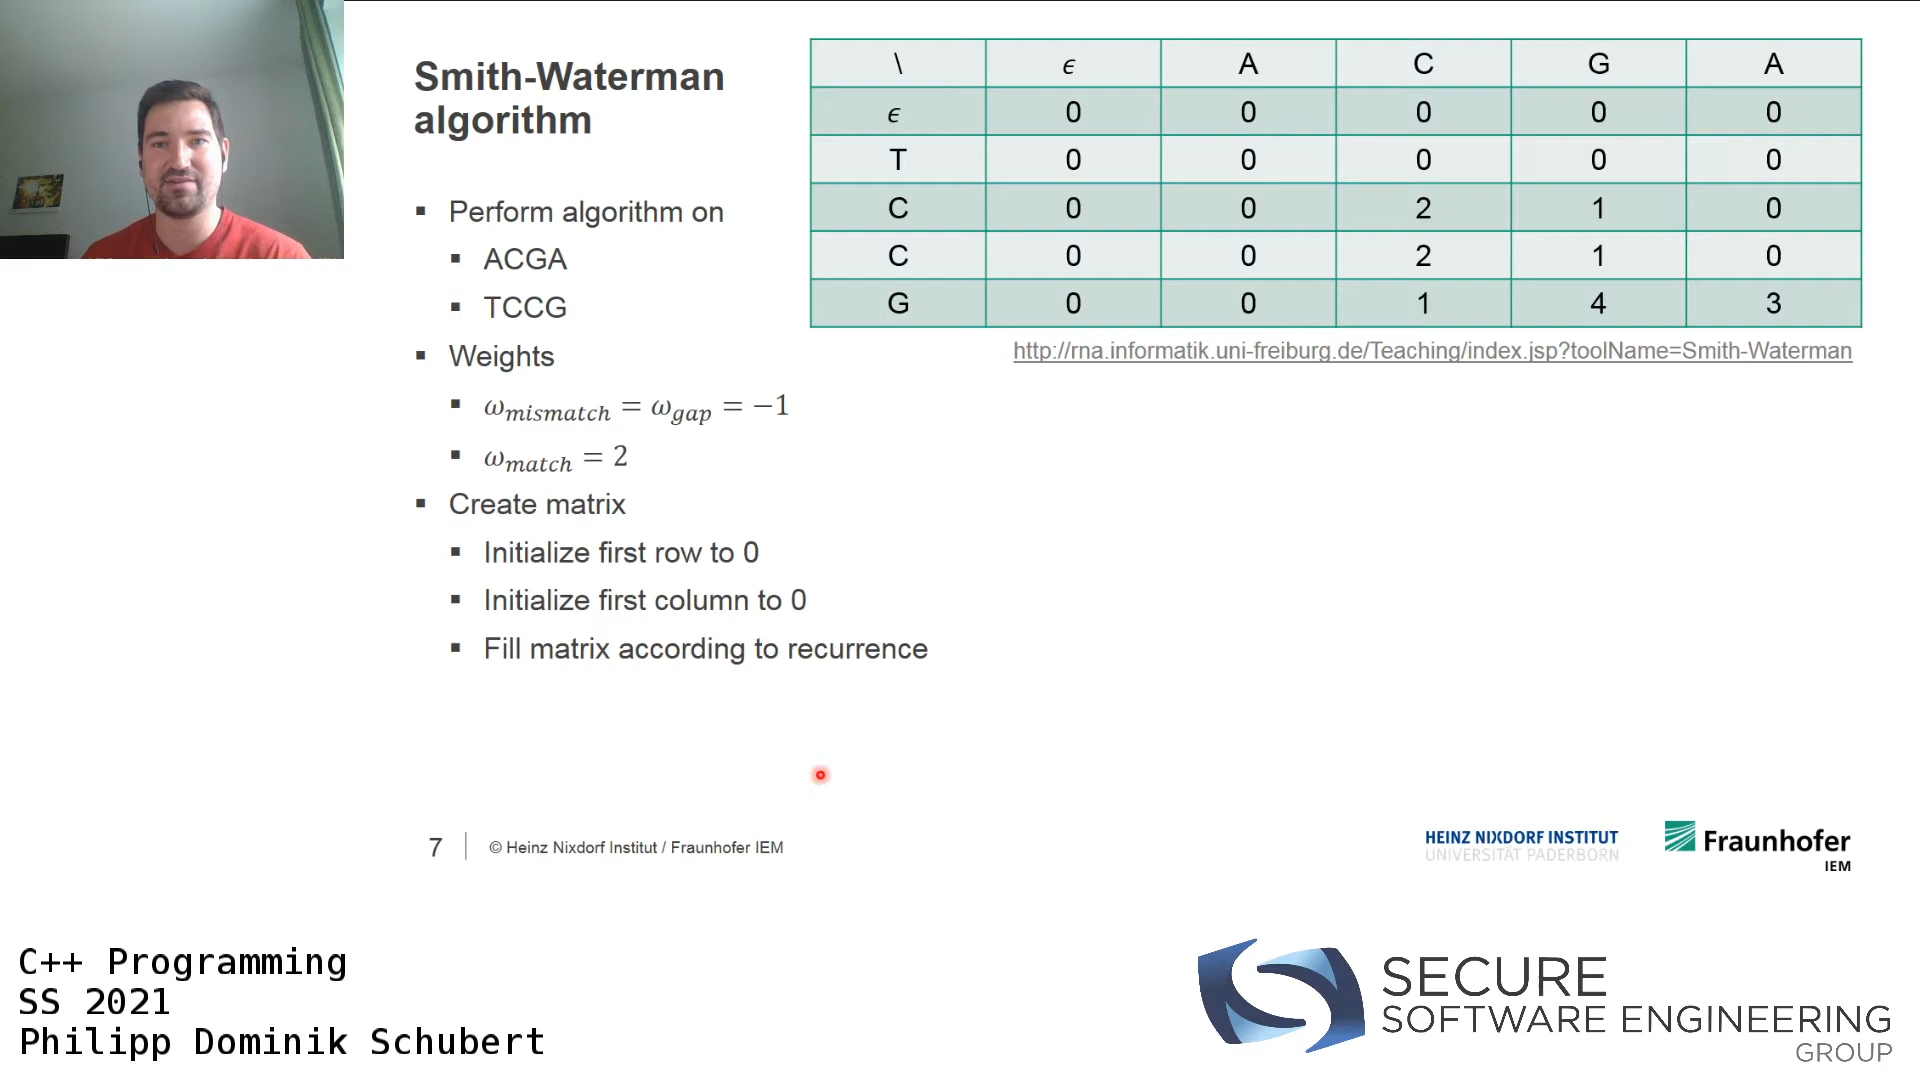 Smith-Waterman
algorithm
▪ Perform algorithm on
▪ ACGA
▪ TCCG
▪ Weights
▪ ω_mismatch = ω_gap = −1
▪ ω_match = 2
▪ Create matrix
▪ Initialize first row to 0
▪ Initialize first column to 0
▪ Fill matrix according to recurrence
\ ϵ A C G A
ϵ 0 0 0 0 0
T 0 0 0 0 0
C 0 0 2 1 0
C 0 0 2 1 0
G 0 0 1 4 3
http://rna.informatik.uni-freiburg.de/Teaching/index.jsp?toolName=Smith-Waterman
7 © Heinz Nixdorf Institut / Fraunhofer IEM
HEINZ NIXDORF INSTITUT
UNIVERSITÄT PADERBORN
Fraunhofer
IEM
C++ Programming
SS 2021
Philipp Dominik Schubert
SECURE
SOFTWARE ENGINEERING
GROUP